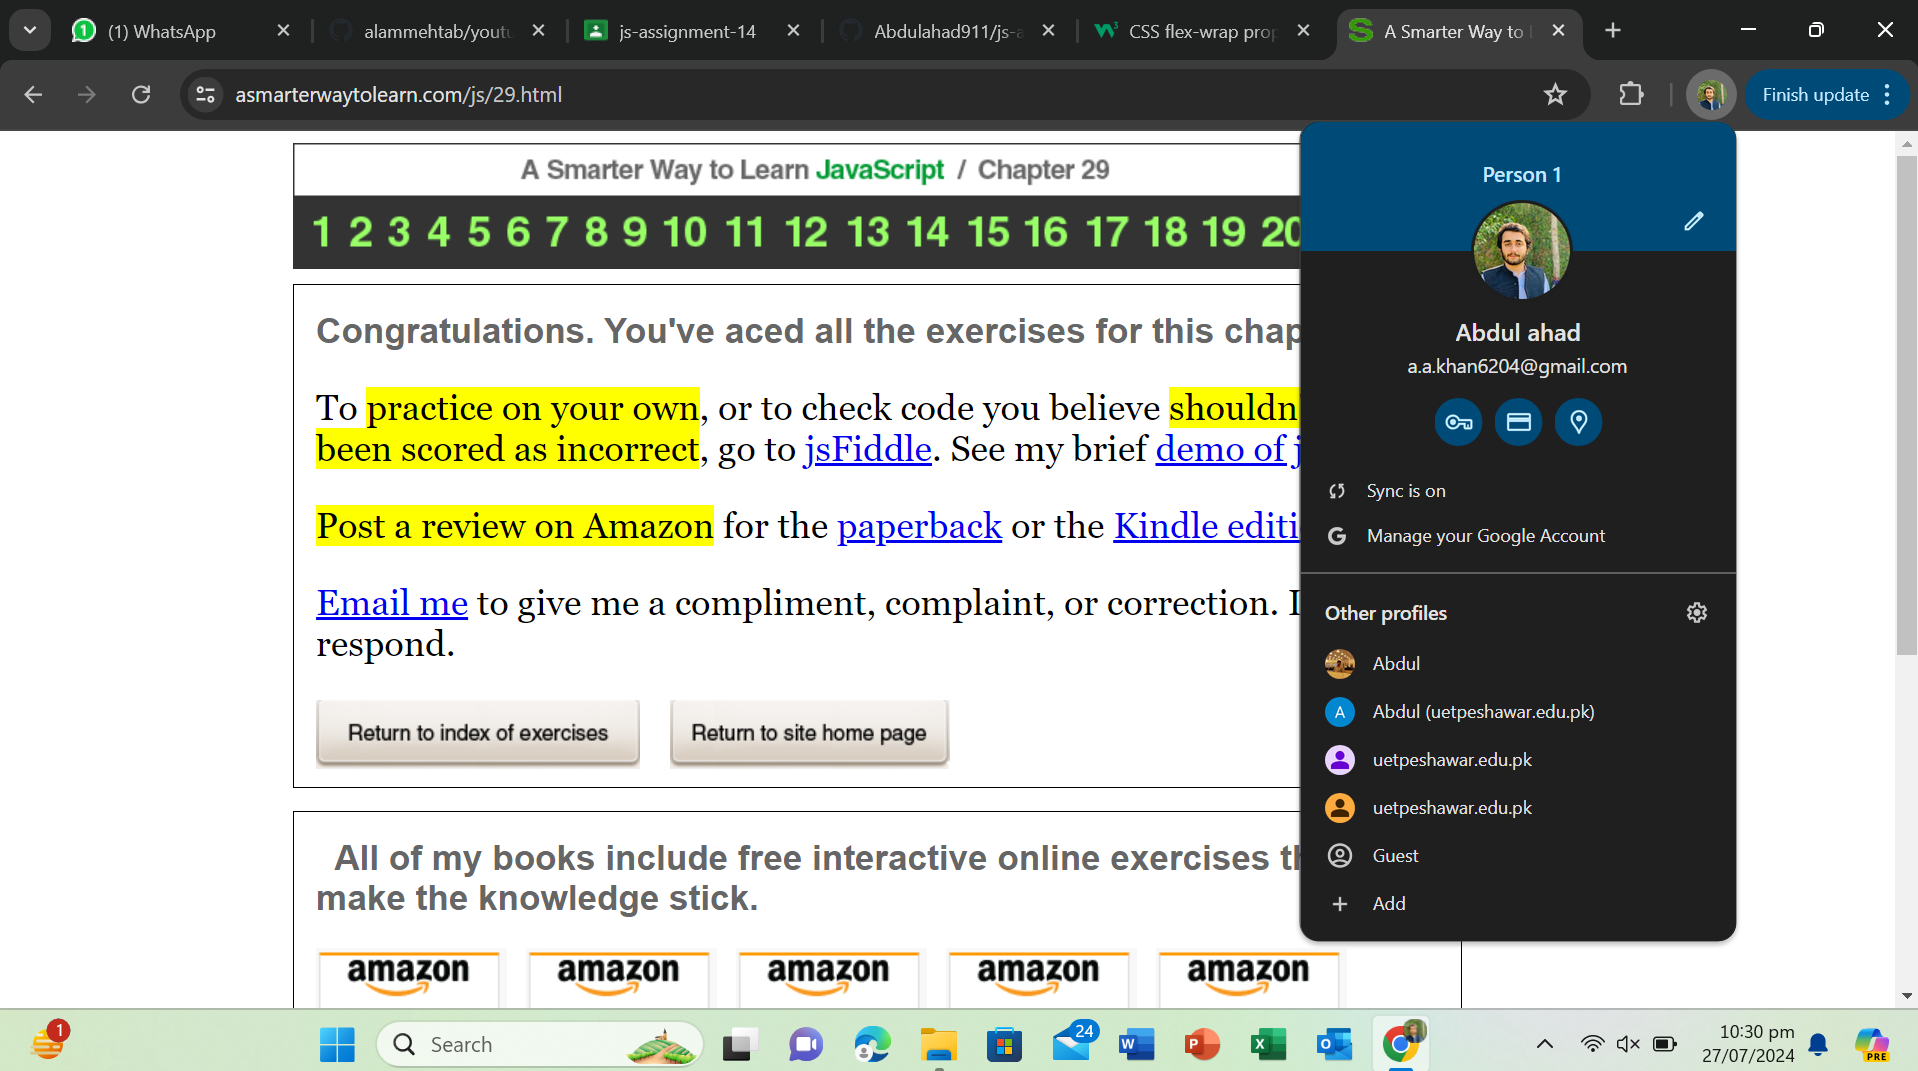 (1) WhatsApp
alammehtab/youtu
js-assignment-14
Abdulahad911/js-a
CSS flex-wrap prop
A Smarter Way to
asmarterwaytolearn.com/js/29.html
Finish update
A Smarter Way to Learn JavaScript / Chapter 29
1 2 3 4 5 6 7 8 9 10 11 12 13 14 15 16 17 18 19 20
Congratulations. You've aced all the exercises for this chap
To practice on your own, or to check code you believe shouldn'
been scored as incorrect, go to jsFiddle. See my brief demo of j
Post a review on Amazon for the paperback or the Kindle editi
Email me to give me a compliment, complaint, or correction. I
respond.
Return to index of exercises
Return to site home page
All of my books include free interactive online exercises th
make the knowledge stick.
amazon
amazon
amazon
amazon
amazon
Person 1
Abdul ahad
a.a.khan6204@gmail.com
Sync is on
Manage your Google Account
Other profiles
Abdul
A
Abdul (uetpeshawar.edu.pk)
uetpeshawar.edu.pk
uetpeshawar.edu.pk
Guest
Add
1
Search
24
10:30 pm
27/07/2024
PRE